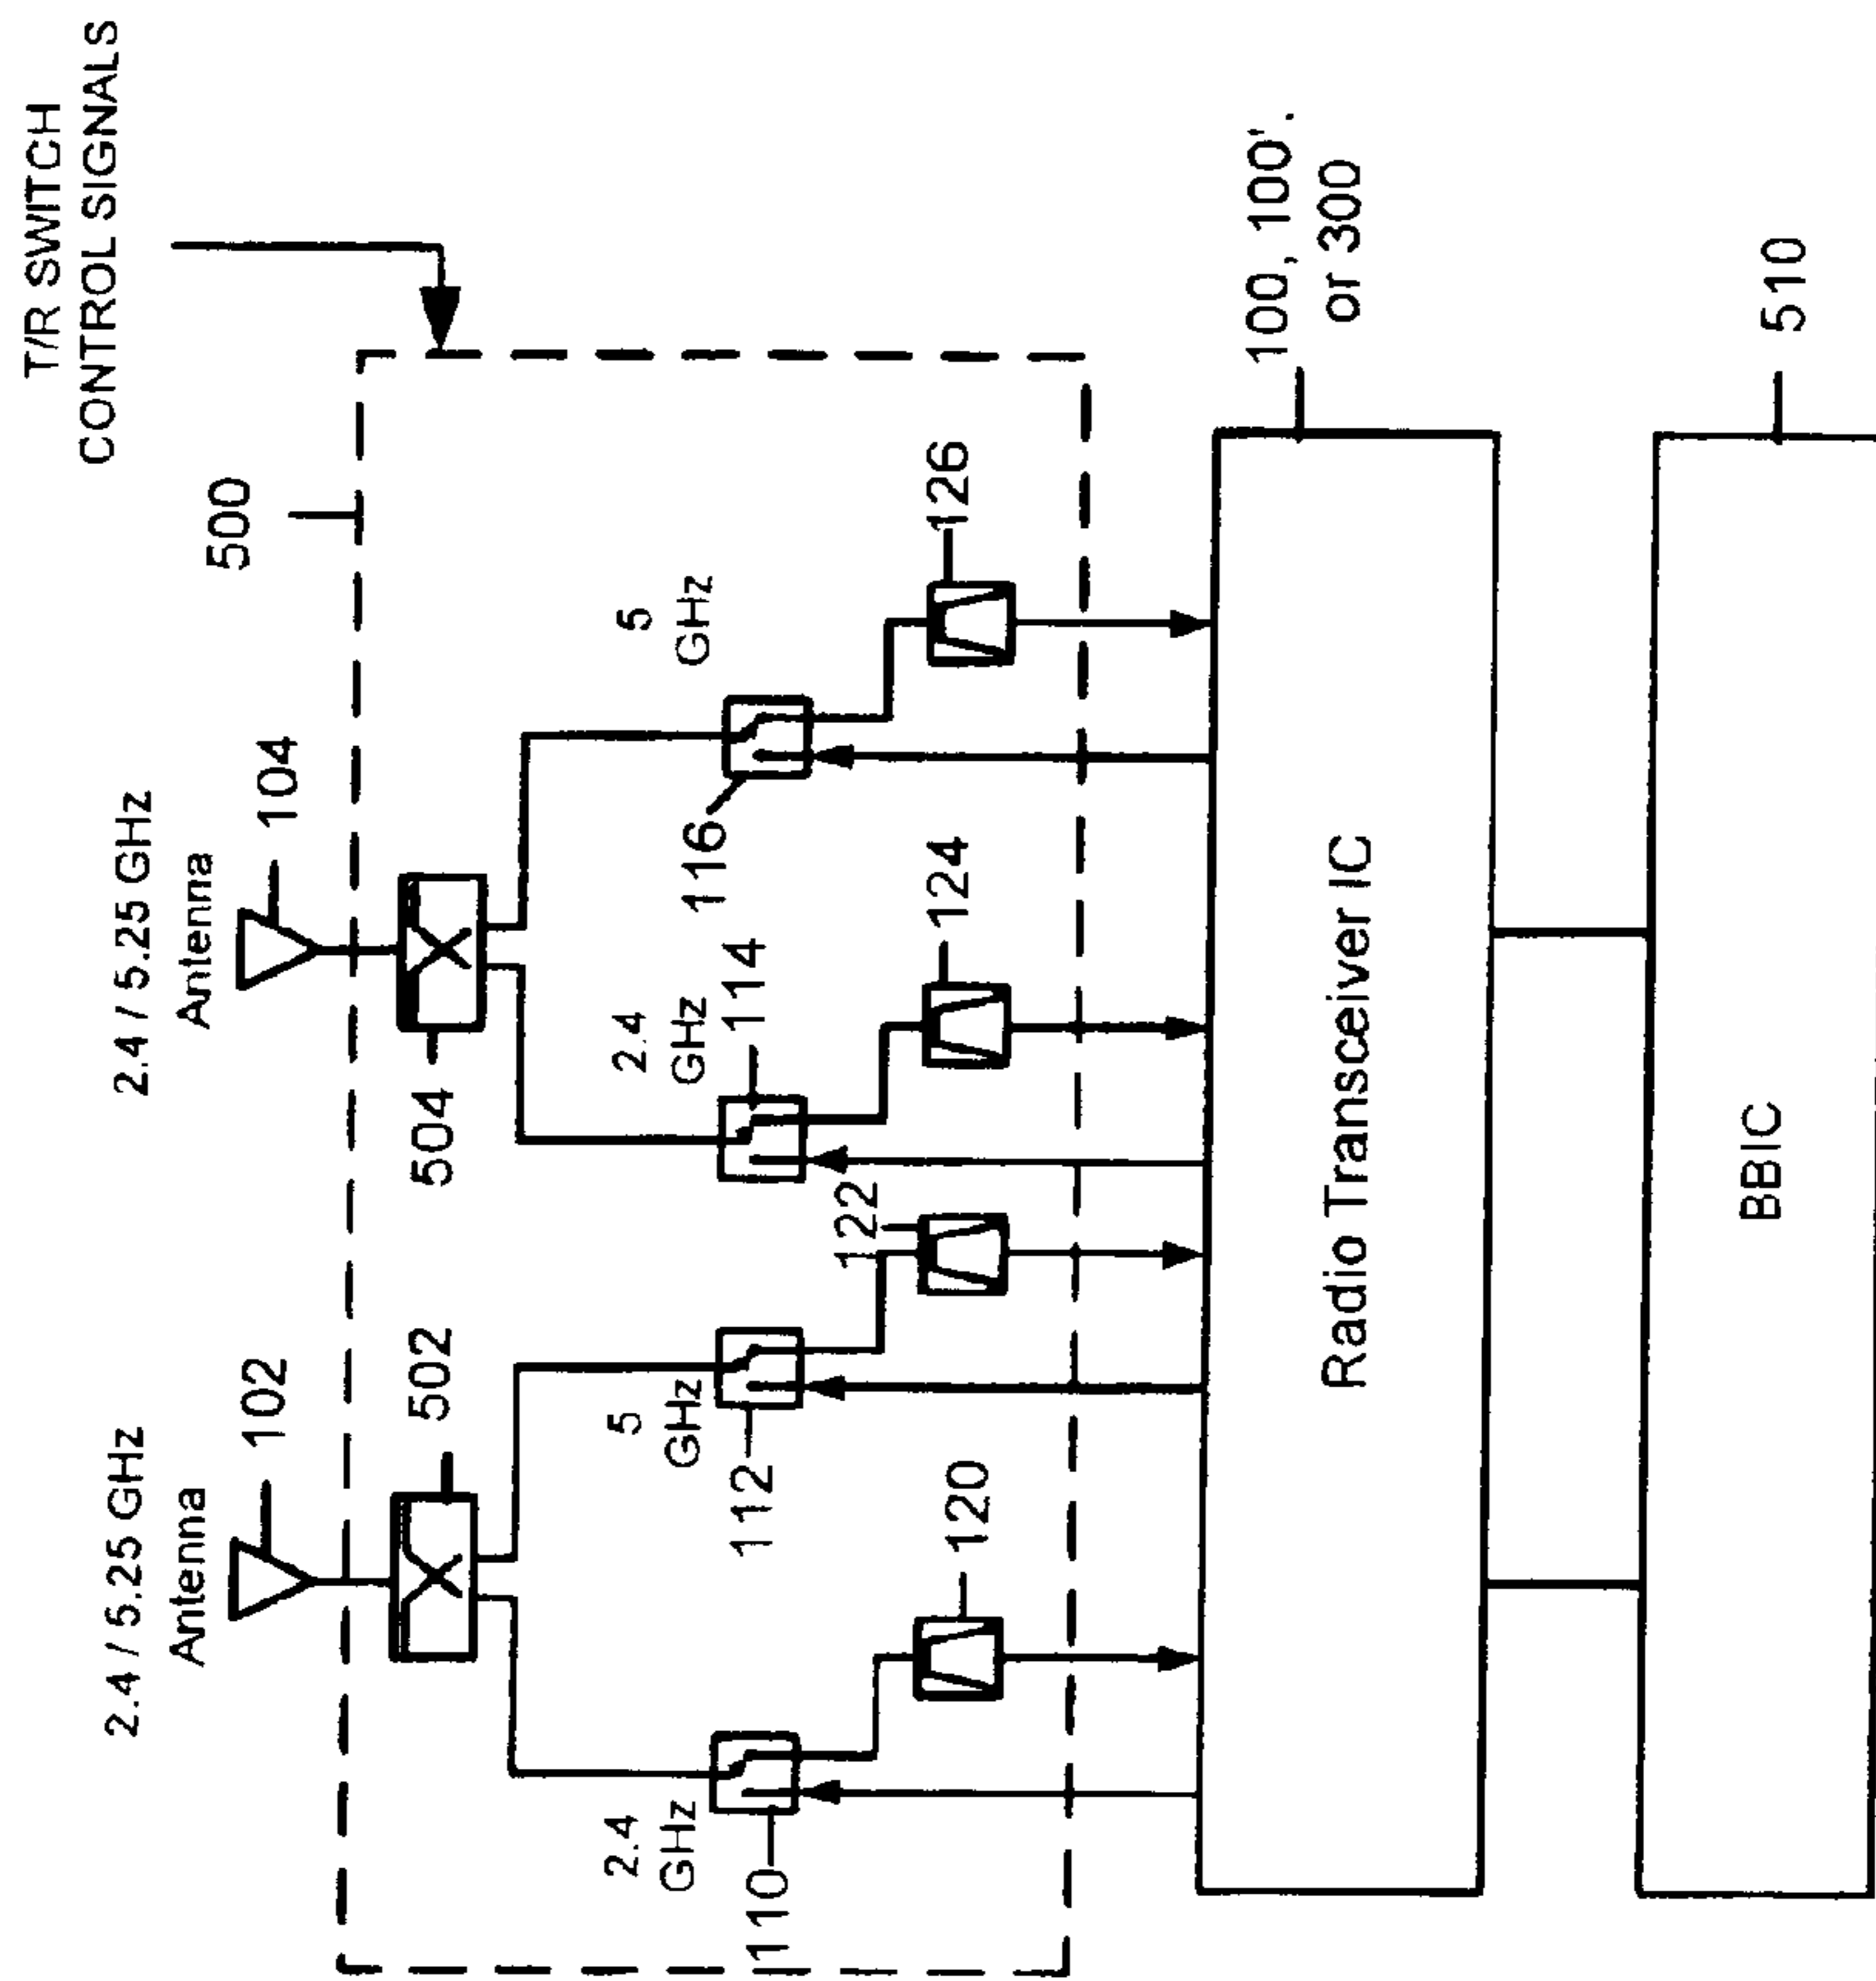 T/R SWITCH
CONTROL SIGNALS
500
2.4 / 5.25 GHz
Antenna
102
2.4 / 5.25 GHz
Antenna
104
502
504
2.4
GHz
110
5
GHz
112
2.4
GHz
114
5
GHz
116
120
122
124
126
Radio Transceiver IC
100, 100'.
or 300
BBIC
510